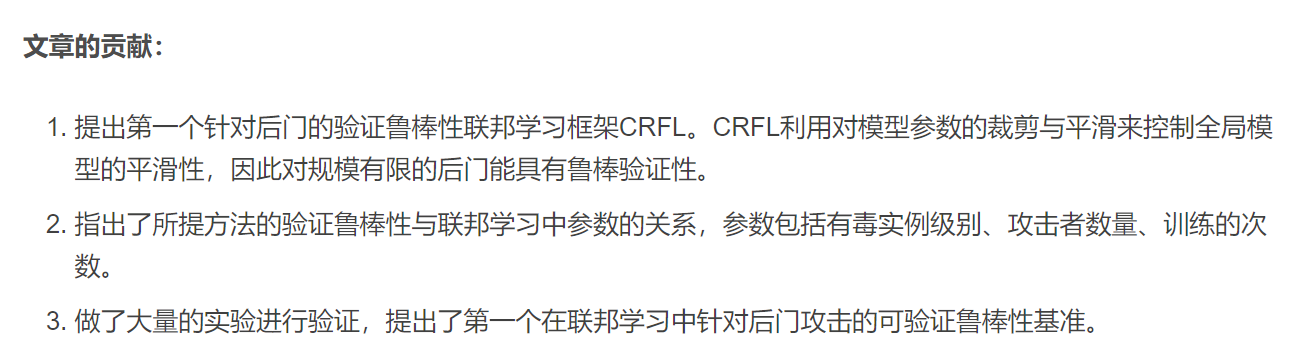 文章的贡献：
1. 提出第一个针对后门的验证鲁棒性联邦学习框架CRFL。CRFL利用对模型参数的裁剪与平滑来控制全局模
型的平滑性，因此对规模有限的后门能具有鲁棒验证性。
2. 指出了所提方法的验证鲁棒性与联邦学习中参数的关系，参数包括有毒实例级别、攻击者数量、训练的次
数。
3. 做了大量的实验进行验证，提出了第一个在联邦学习中针对后门攻击的可验证鲁棒性基准。